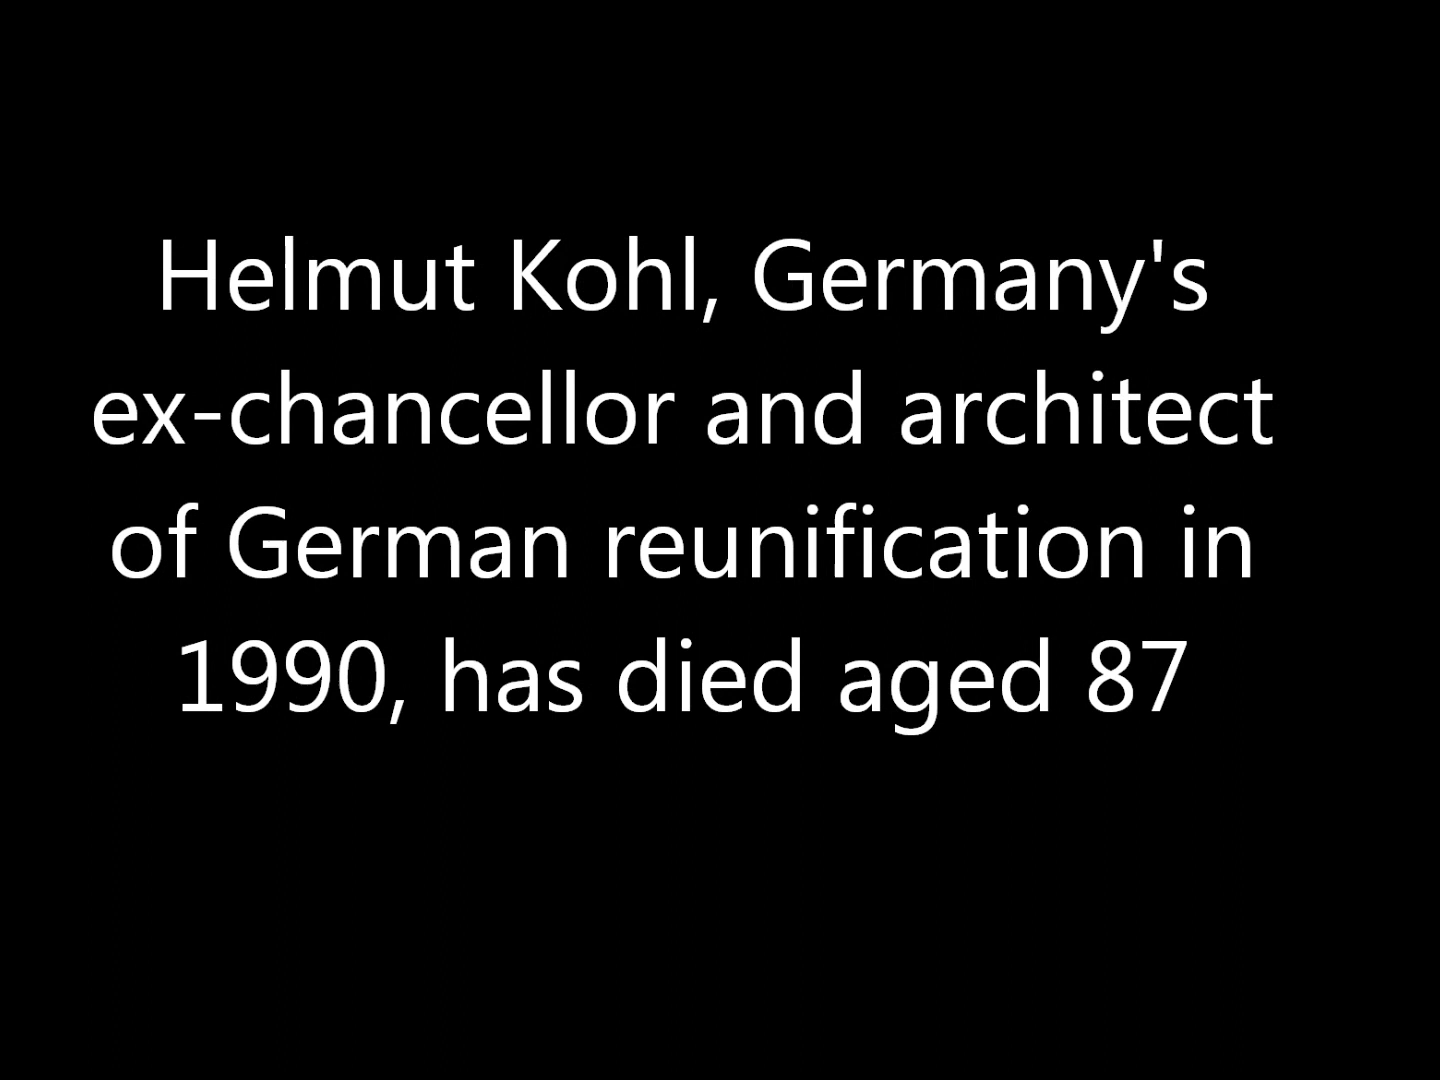 Helmut Kohl, Germany's
ex-chancellor and architect
of German reunification in
1990, has died aged 87